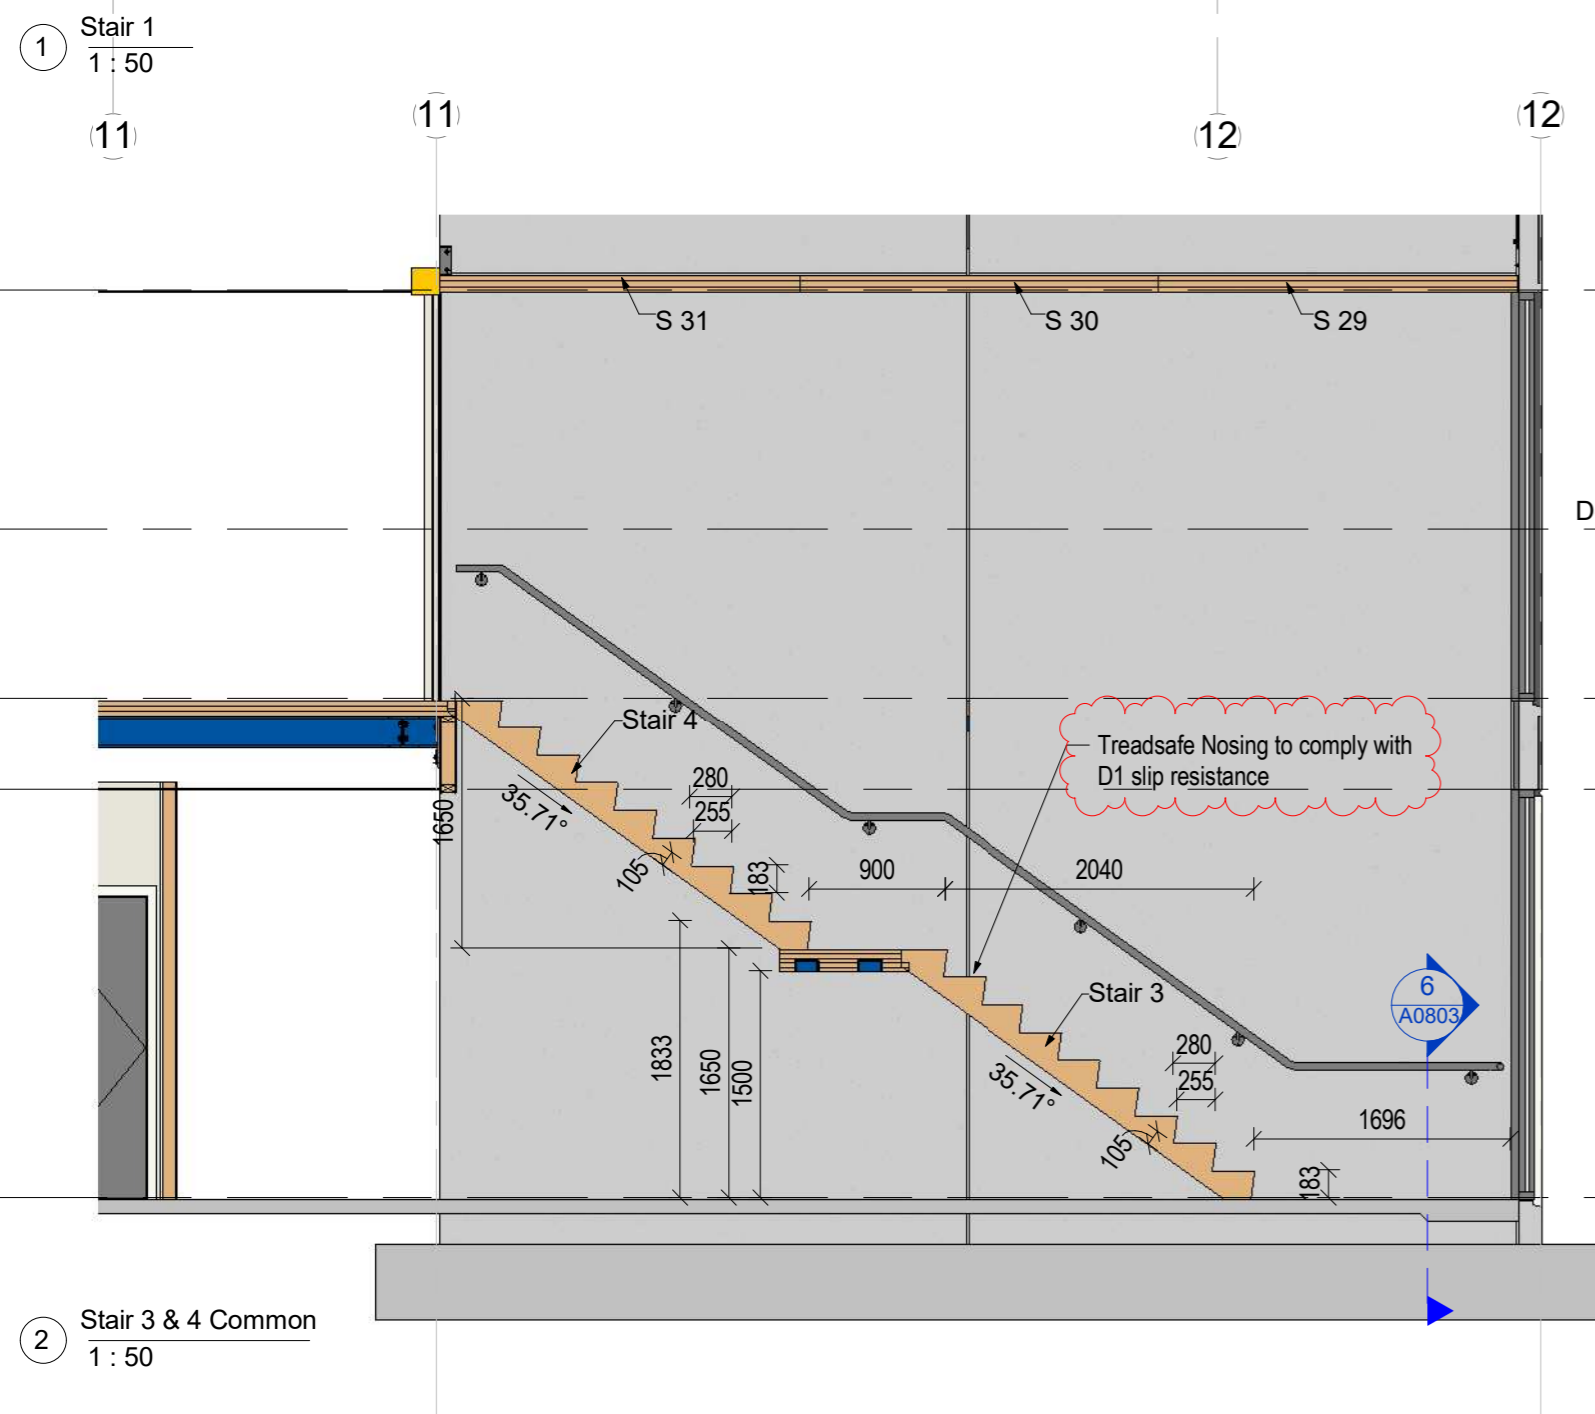 1
Stair 1
1 : 50
11
11
12
12
S 31
S 30
S 29
D
Stair 4
Treadsafe Nosing to comply with
D1 slip resistance
280
255
35.71°
1650
105
183
900
2040
Stair 3
6
A0803
1833
1650
1500
280
255
35.71°
105
1696
183
2
Stair 3 & 4 Common
1 : 50